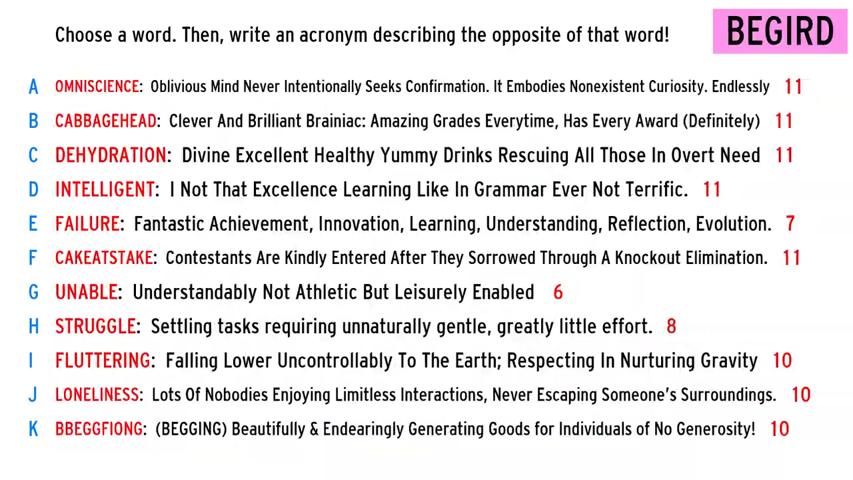 Choose a word. Then, write an acronym describing the opposite of that word!
BEGIRD
A OMNISCIENCE: Oblivious Mind Never Intentionally Seeks Confirmation. It Embodies Nonexistent Curiosity. Endlessly 11
B CABBAGEHEAD: Clever And Brilliant Brainiac: Amazing Grades Everytime, Has Every Award (Definitely) 11
C DEHYDRATION: Divine Excellent Healthy Yummy Drinks Rescuing All Those In Overt Need 11
D INTELLIGENT: I Not That Excellence Learning Like In Grammar Ever Not Terrific. 11
E FAILURE: Fantastic Achievement, Innovation, Learning, Understanding, Reflection, Evolution. 7
F CAKEATSTAKE: Contestants Are Kindly Entered After They Sorrowed Through A Knockout Elimination. 11
G UNABLE: Understandably Not Athletic But Leisurely Enabled 6
H STRUGGLE: Settling tasks requiring unnaturally gentle, greatly little effort. 8
I FLUTTERING: Falling Lower Uncontrollably To The Earth; Respecting In Nurturing Gravity 10
J LONELINESS: Lots Of Nobodies Enjoying Limitless Interactions, Never Escaping Someone's Surroundings. 10
K BBEGGFIONG: (BEGGING) Beautifully & Endearingly Generating Goods for Individuals of No Generosity! 10